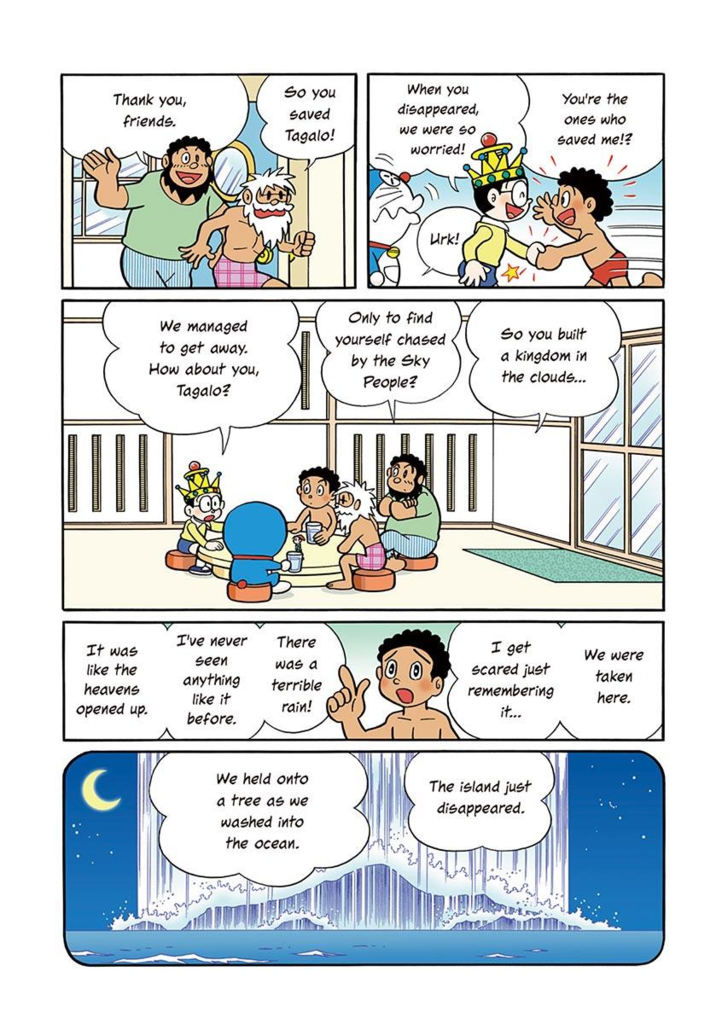 You're the
ones who
saved me!?
When you
disappeared,
we were so
worried!
Urk!
So you
saved
Tagalo!
Thank you,
friends.
So you built
a kingdom in
the clouds...
Only to find
yourself chased
by the Sky
People?
We managed
to get away.
How about you,
Tagalo?
We were
taken
here.
I get
scared just
remembering
it...
There
was a
terrible
rain!
I've never
seen
anything
like it
before.
It was
like the
heavens
opened up.
The island just
disappeared.
We held onto
a tree as we
washed into
the ocean.